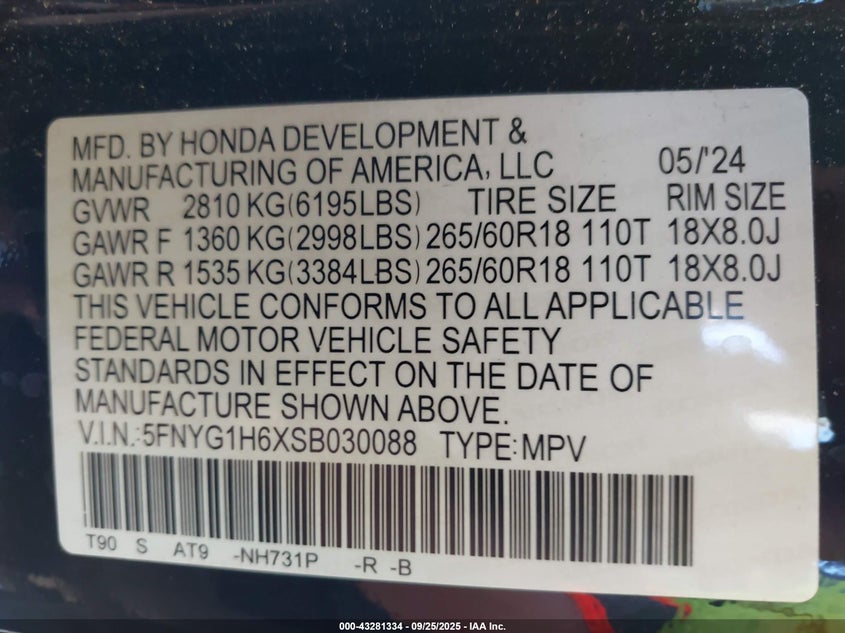 MFD. BY HONDA DEVELOPMENT &
MANUFACTURING OF AMERICA, LLC 05/'24
GVWR 2810 KG(6195LBS) TIRE SIZE RIM SIZE
GAWR F 1360 KG(2998LBS) 265/60R18 110T 18X8.0J
GAWR R 1535 KG(3384LBS) 265/60R18 110T 18X8.0J
THIS VEHICLE CONFORMS TO ALL APPLICABLE
FEDERAL MOTOR VEHICLE SAFETY
STANDARDS IN EFFECT ON THE DATE OF
MANUFACTURE SHOWN ABOVE.
V.I.N.:5FNYG1H6XSB030088 TYPE:MPV
T90 S AT9 -NH731P -R -B
000-43281334 - 09/25/2025 - IAA Inc.